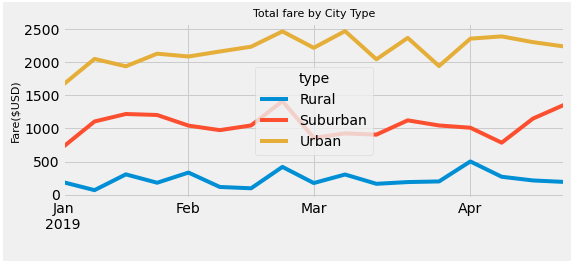 Total fare by City Type
Fare($USD)
2500
2000
1500
1000
500
0
type
Rural
Suburban
Urban
Jan
2019
Feb
Mar
Apr